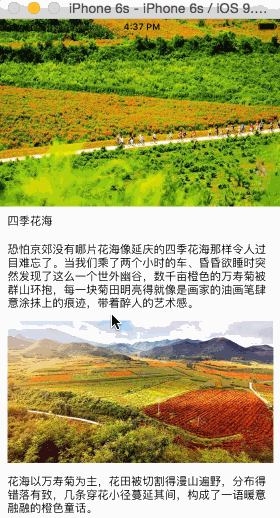 iPhone 6s - iPhone 6s / iOS 9....
4:37 PM
四季花海
恐怕京郊没有哪片花海像延庆的四季花海那样令人过
目难忘了。当我们乘了两个小时的车、昏昏欲睡时突
然发现了这么一个世外幽谷，数千亩橙色的万寿菊被
群山环抱，每一块菊田明亮得就像是画家的油画笔肆
意涂抹上的痕迹，带着醉人的艺术感。
花海以万寿菊为主，花田被切割得漫山遍野，分布得
错落有致，几条穿花小径蔓延其间，构成了一语暖意
融融的橙色童话。